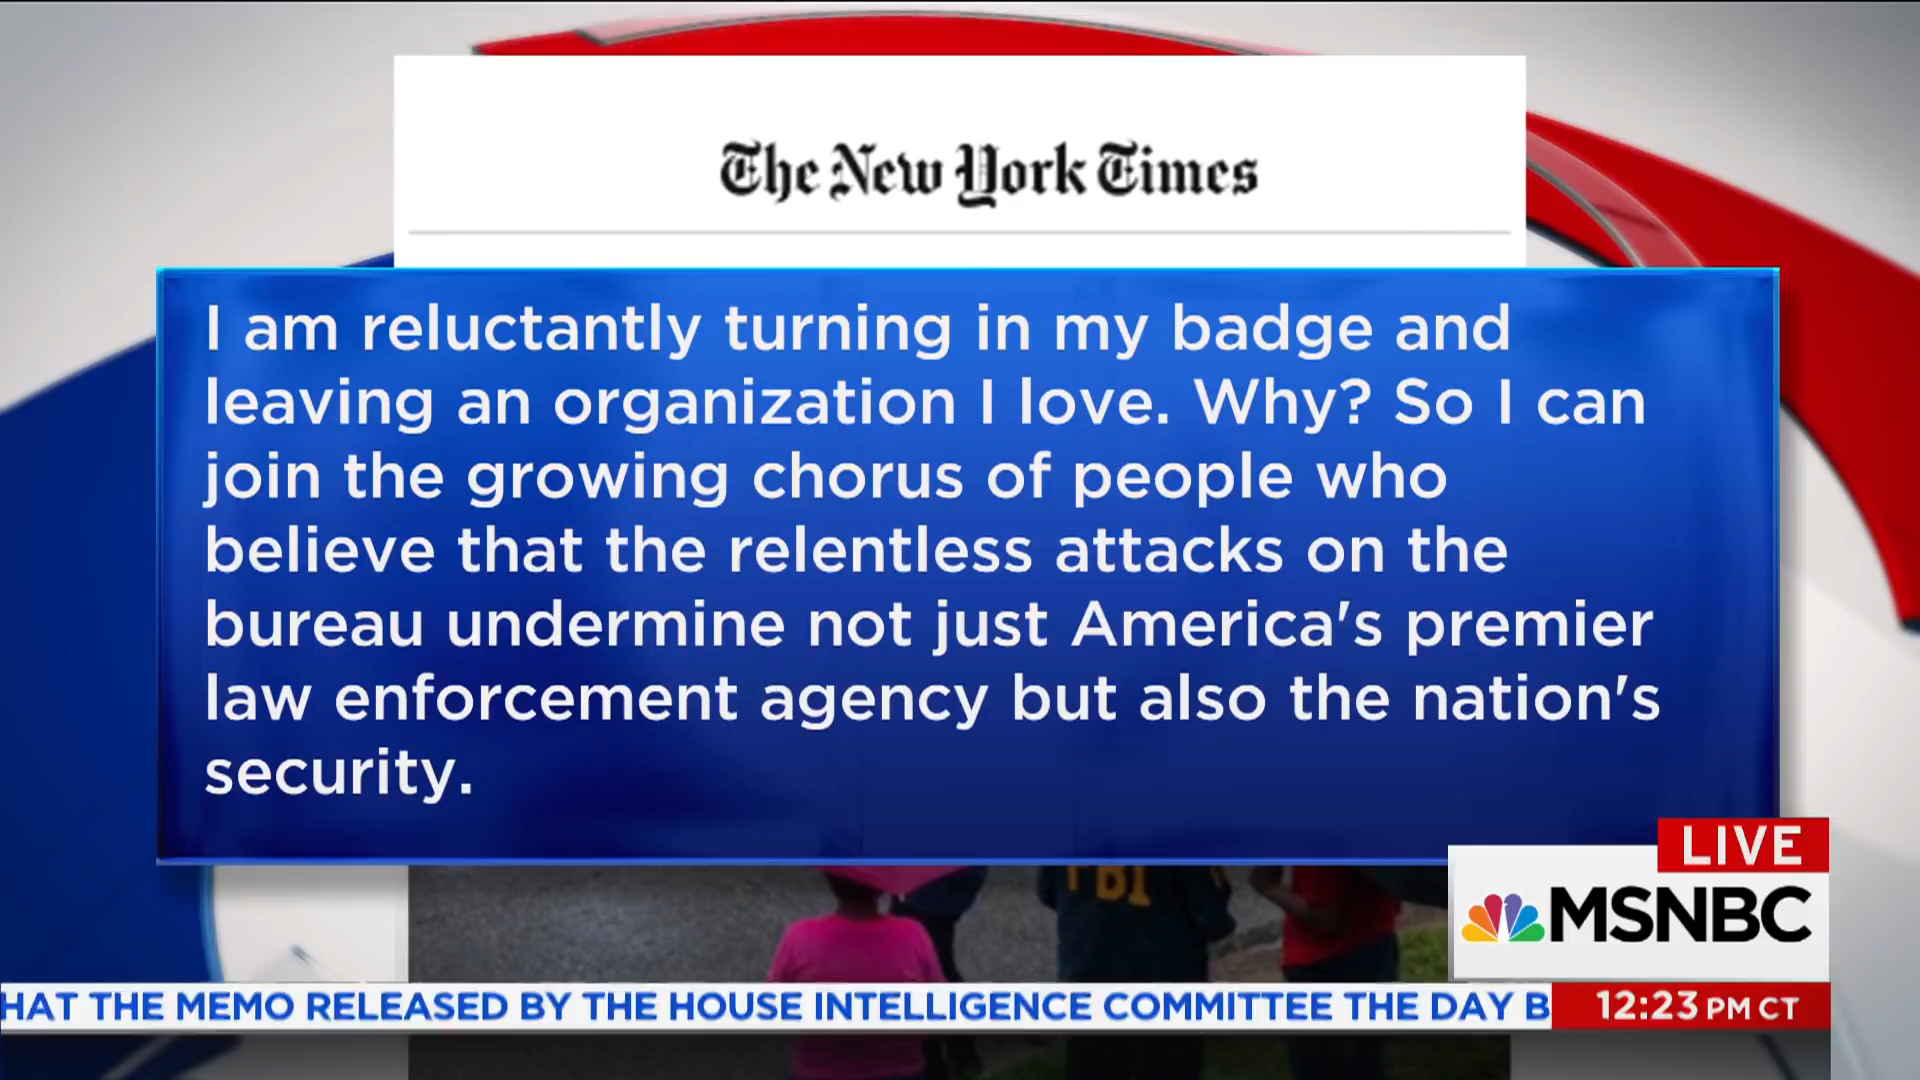 The New York Times
I am reluctantly turning in my badge and
leaving an organization I love. Why? So I can
join the growing chorus of people who
believe that the relentless attacks on the
bureau undermine not just America's premier
law enforcement agency but also the nation's
security.
FBI
LIVE
MSNBC
HAT THE MEMO RELEASED BY THE HOUSE INTELLIGENCE COMMITTEE THE DAY B
12:23 PM CT